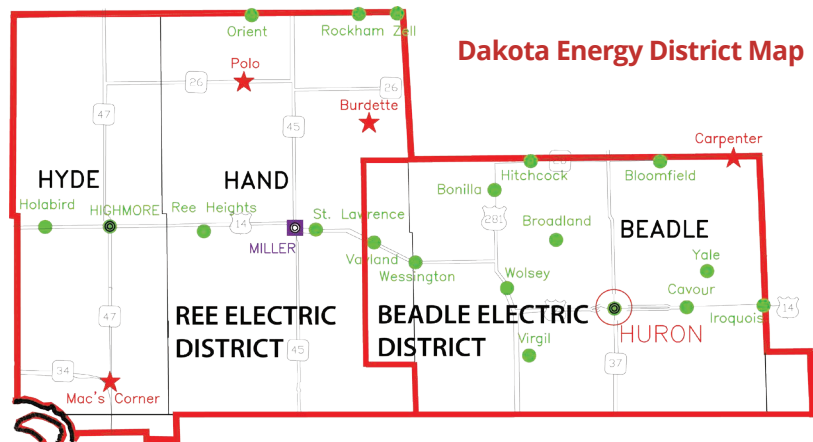 Dakota Energy District Map
Orient
Rockham
Zell
Polo
26
26
47
Burdette
45
Carpenter
28
Hitchcock
Bloomfield
HYDE
HAND
Bonilla
Holabird
HIGHMORE
Ree Heights
14
St. Lawrence
281
Broadland
BEADLE
MILLER
Vayland
Wessington
Yale
Wolsey
Cavour
47
REE ELECTRIC
DISTRICT
45
BEADLE ELECTRIC
DISTRICT
Iroquois
14
HURON
Virgil
34
37
Mac's Corner